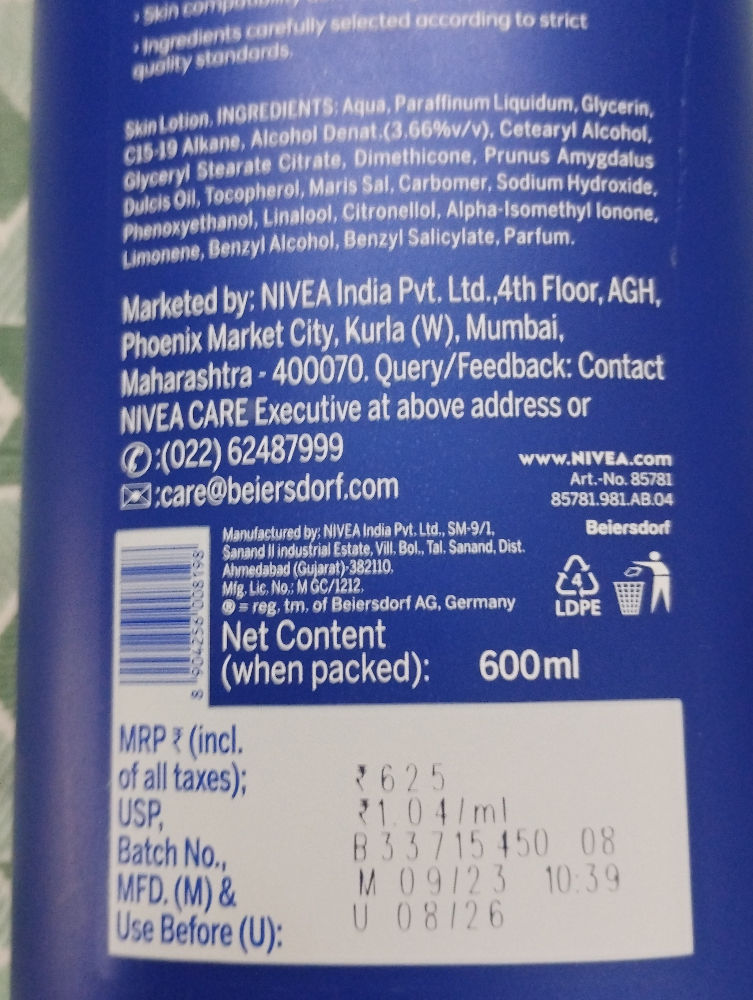 › Skin
› Ingredients carefully selected according to strict
quality standards.
Skin Lotion, INGREDIENTS: Aqua, Paraffinum Liquidum, Glycerin,
C15-19 Alkane, Alcohol Denat.(3.66%v/v), Cetearyl Alcohol,
Glyceryl Stearate Citrate, Dimethicone, Prunus Amygdalus
Dulcis Oil, Tocopherol, Maris Sal, Carbomer, Sodium Hydroxide,
Phenoxyethanol, Linalool, Citronellol, Alpha-Isomethyl Ionone,
Limonene, Benzyl Alcohol, Benzyl Salicylate, Parfum.
Marketed by: NIVEA India Pvt. Ltd.,4th Floor, AGH,
Phoenix Market City, Kurla (W), Mumbai,
Maharashtra - 400070. Query/Feedback: Contact
NIVEA CARE Executive at above address or
✆:(022) 62487999
✉:care@beiersdorf.com
www.NIVEA.com
Art.-No. 85781
85781.981.AB.04
Beiersdorf
Manufactured by: NIVEA India Pvt. Ltd., SM-9/1,
Sanand II industrial Estate, Vill. Bol., Tal. Sanand, Dist.
Ahmedabad (Gujarat)-382110.
Mfg. Lic. No.: M GC/1212.
® = reg. tm. of Beiersdorf AG, Germany
4
LDPE
8 904256 008198
Net Content
(when packed): 600ml
MRP ₹ (incl.
of all taxes); ₹ 625
USP, ₹1.04/ml
Batch No., B 33715450 08
MFD. (M) & M 09/23 10:39
Use Before (U): U 08/26